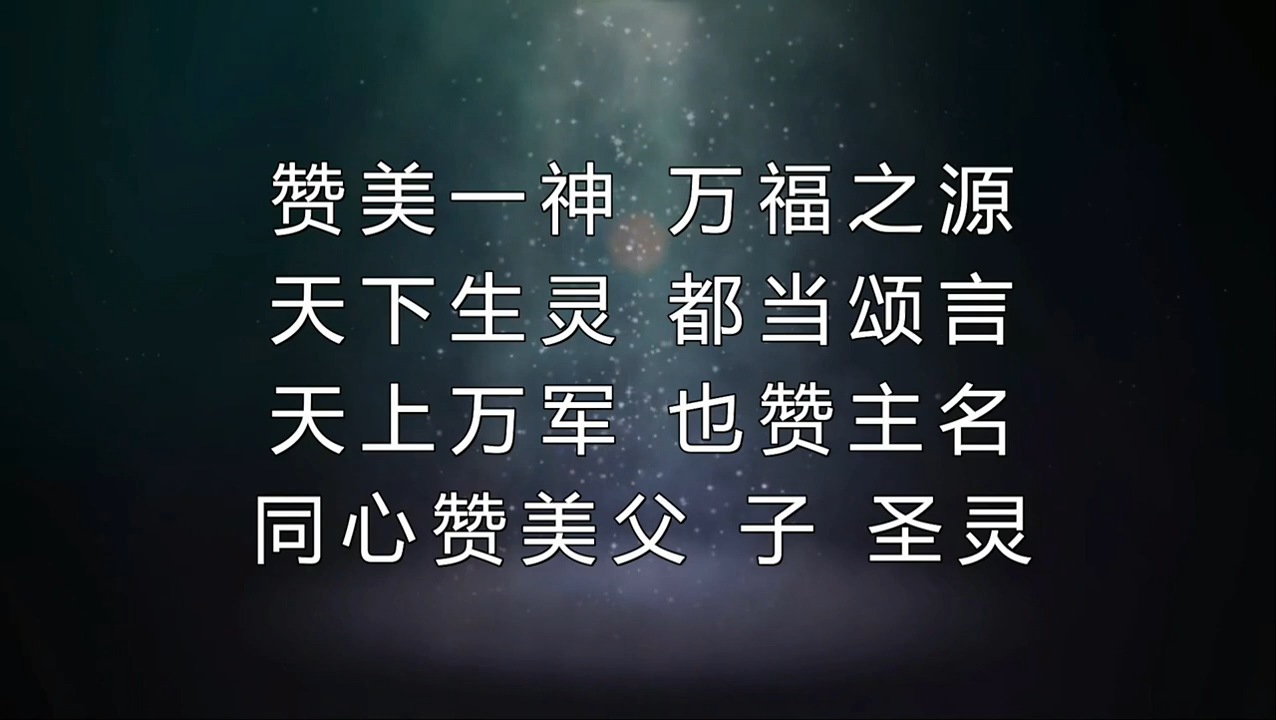 赞美一神 万福之源
天下生灵 都当颂言
天上万军 也赞主名
同心赞美父 子 圣灵